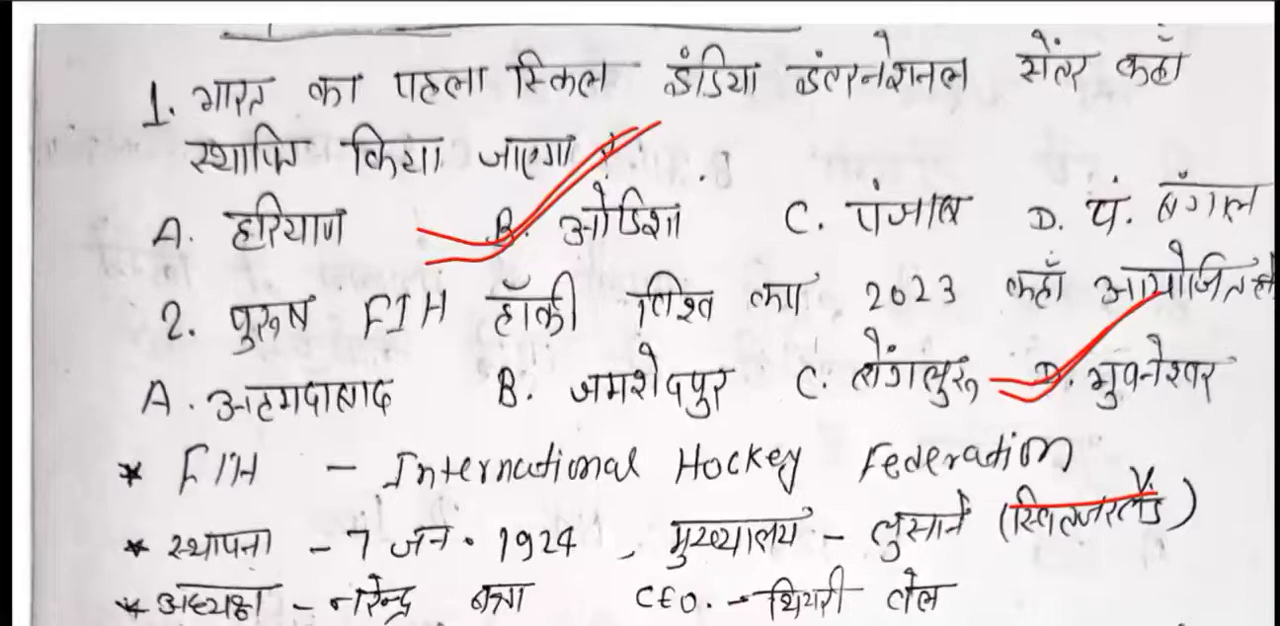 1. भारत का पहला स्किल इंडिया इंटरनेशनल सेंटर कहाँ
स्थापित किया जाएगा
A. हरियाण B. ओडिशा C. पंजाब D. पं. बंगाल
2. पुरुष FIH हॉकी विश्व कप 2023 कहाँ आयोजित हो
A. अहमदाबाद B. जमशेदपुर C. बेंगलुरू D. भुवनेश्वर
* FIH - International Hockey Federation
* स्थापना - 7 जन. 1924, मुख्यालय - लुसाने (स्विट्जरलैंड)
* अध्यक्ष - नरेन्द्र बत्रा CEO. - थियरी वेल